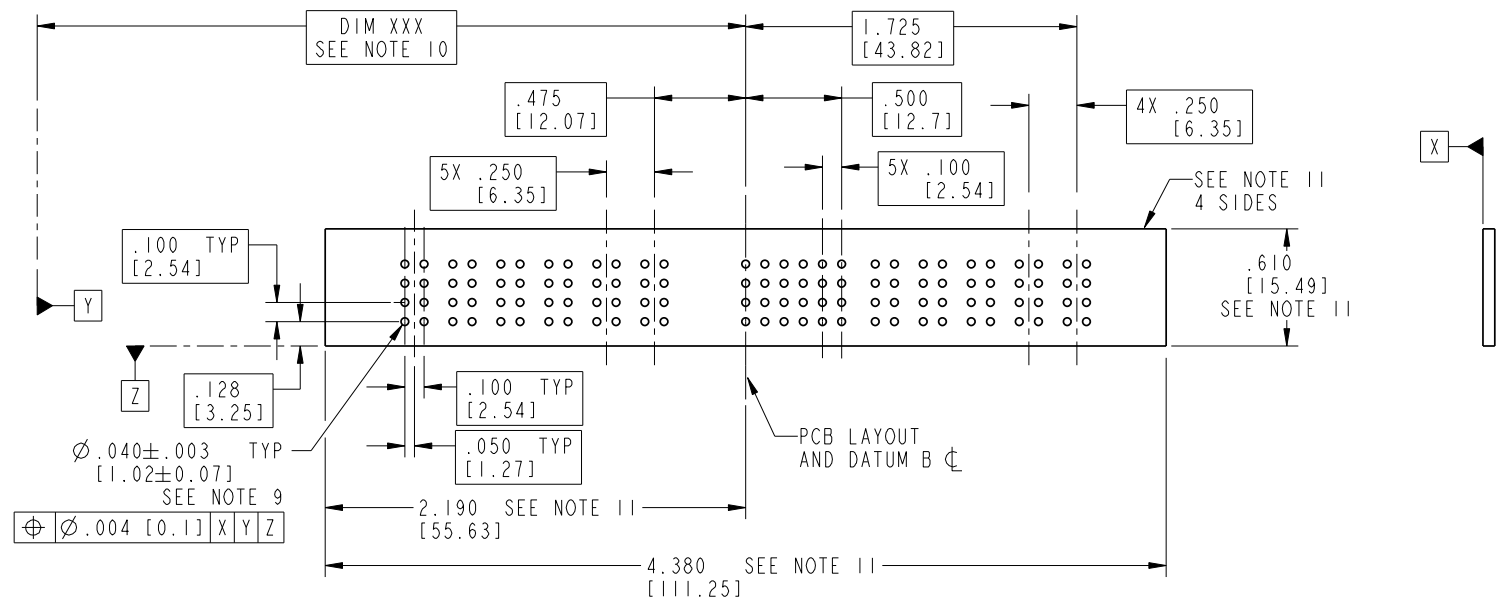 DIM XXX
SEE NOTE 10
1.725
[43.82]
.475
[12.07]
.500
[12.7]
4X .250
[6.35]
5X .250
[6.35]
5X .100
[2.54]
X
SEE NOTE 11
4 SIDES
.100 TYP
[2.54]
.610
[15.49]
SEE NOTE 11
Y
Z
.128
[3.25]
.100 TYP
[2.54]
.050 TYP
[1.27]
PCB LAYOUT
AND DATUM B ℄
Ø.040±.003 TYP
[1.02±0.07]
SEE NOTE 9
⌖ Ø.004 [0.1] X Y Z
2.190 SEE NOTE 11
[55.63]
4.380 SEE NOTE 11
[111.25]